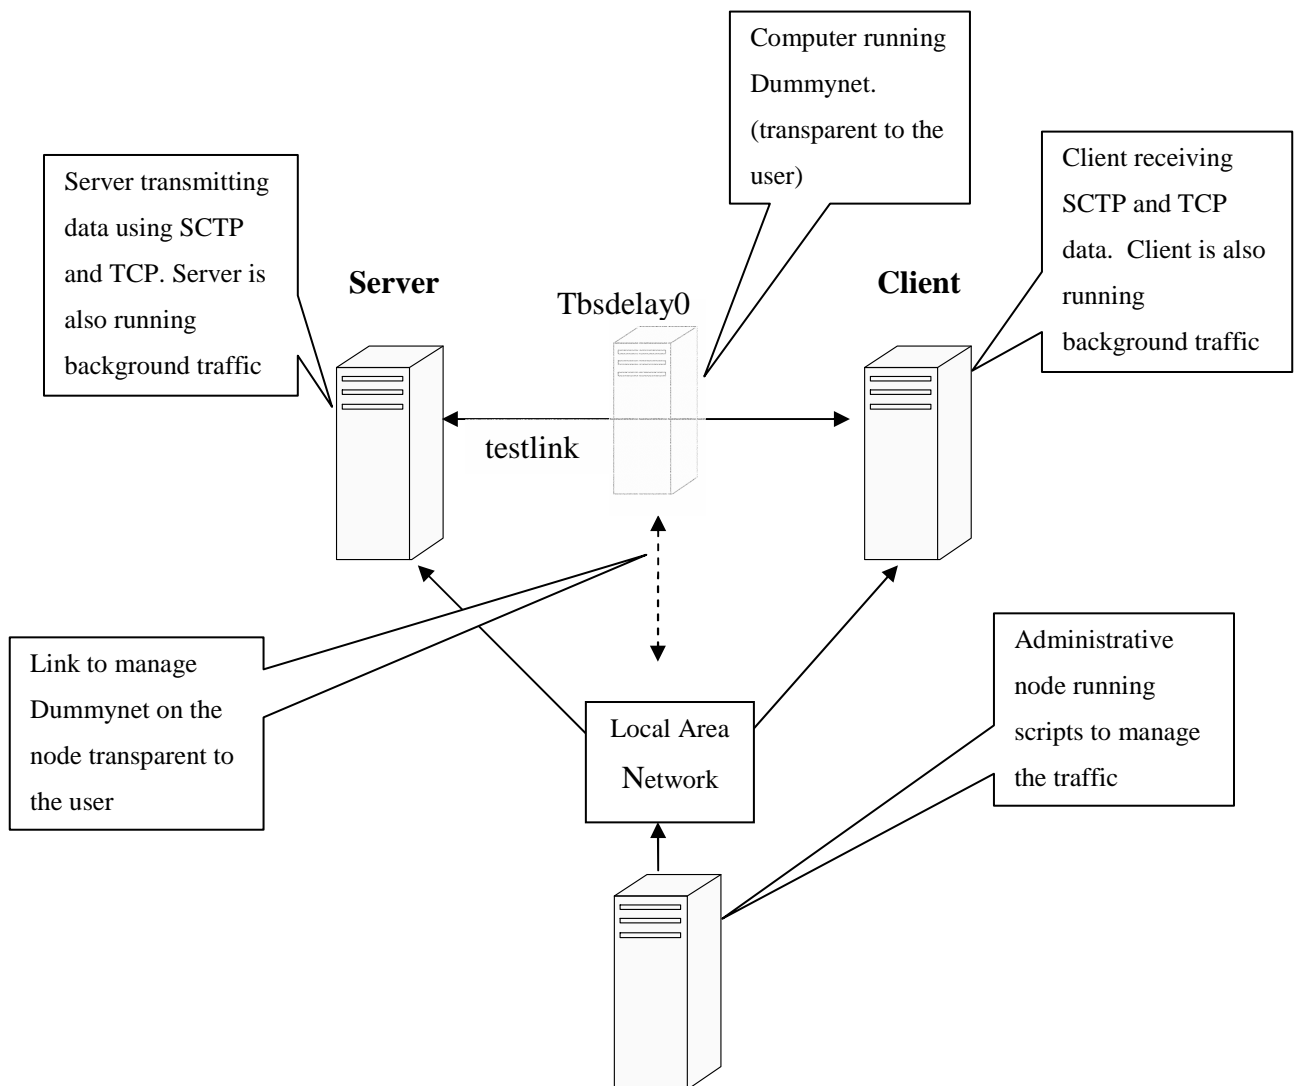 Computer running
Dummynet.
(transparent to the
user)
Server transmitting
data using SCTP
and TCP. Server is
also running
background traffic
Client receiving
SCTP and TCP
data.  Client is also
running
background traffic
Server
Tbsdelay0
Client
testlink
Link to manage
Dummynet on the
node transparent to
the user
Local Area
Network
Administrative
node running
scripts to manage
the traffic